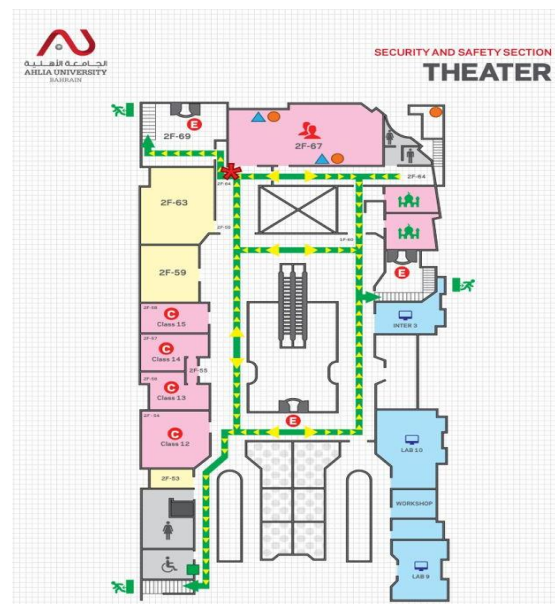 الجامعة الأهلية
AHLIA UNIVERSITY
BAHRAIN
SECURITY AND SAFETY SECTION
THEATER
E
2F-69
2F-67
2F-64
2F-63
2F-59
E
C
Class 15
INTER 3
C
Class 14
2F-55
C
Class 13
C
Class 12
E
LAB 10
2F-53
WORKSHOP
LAB 9